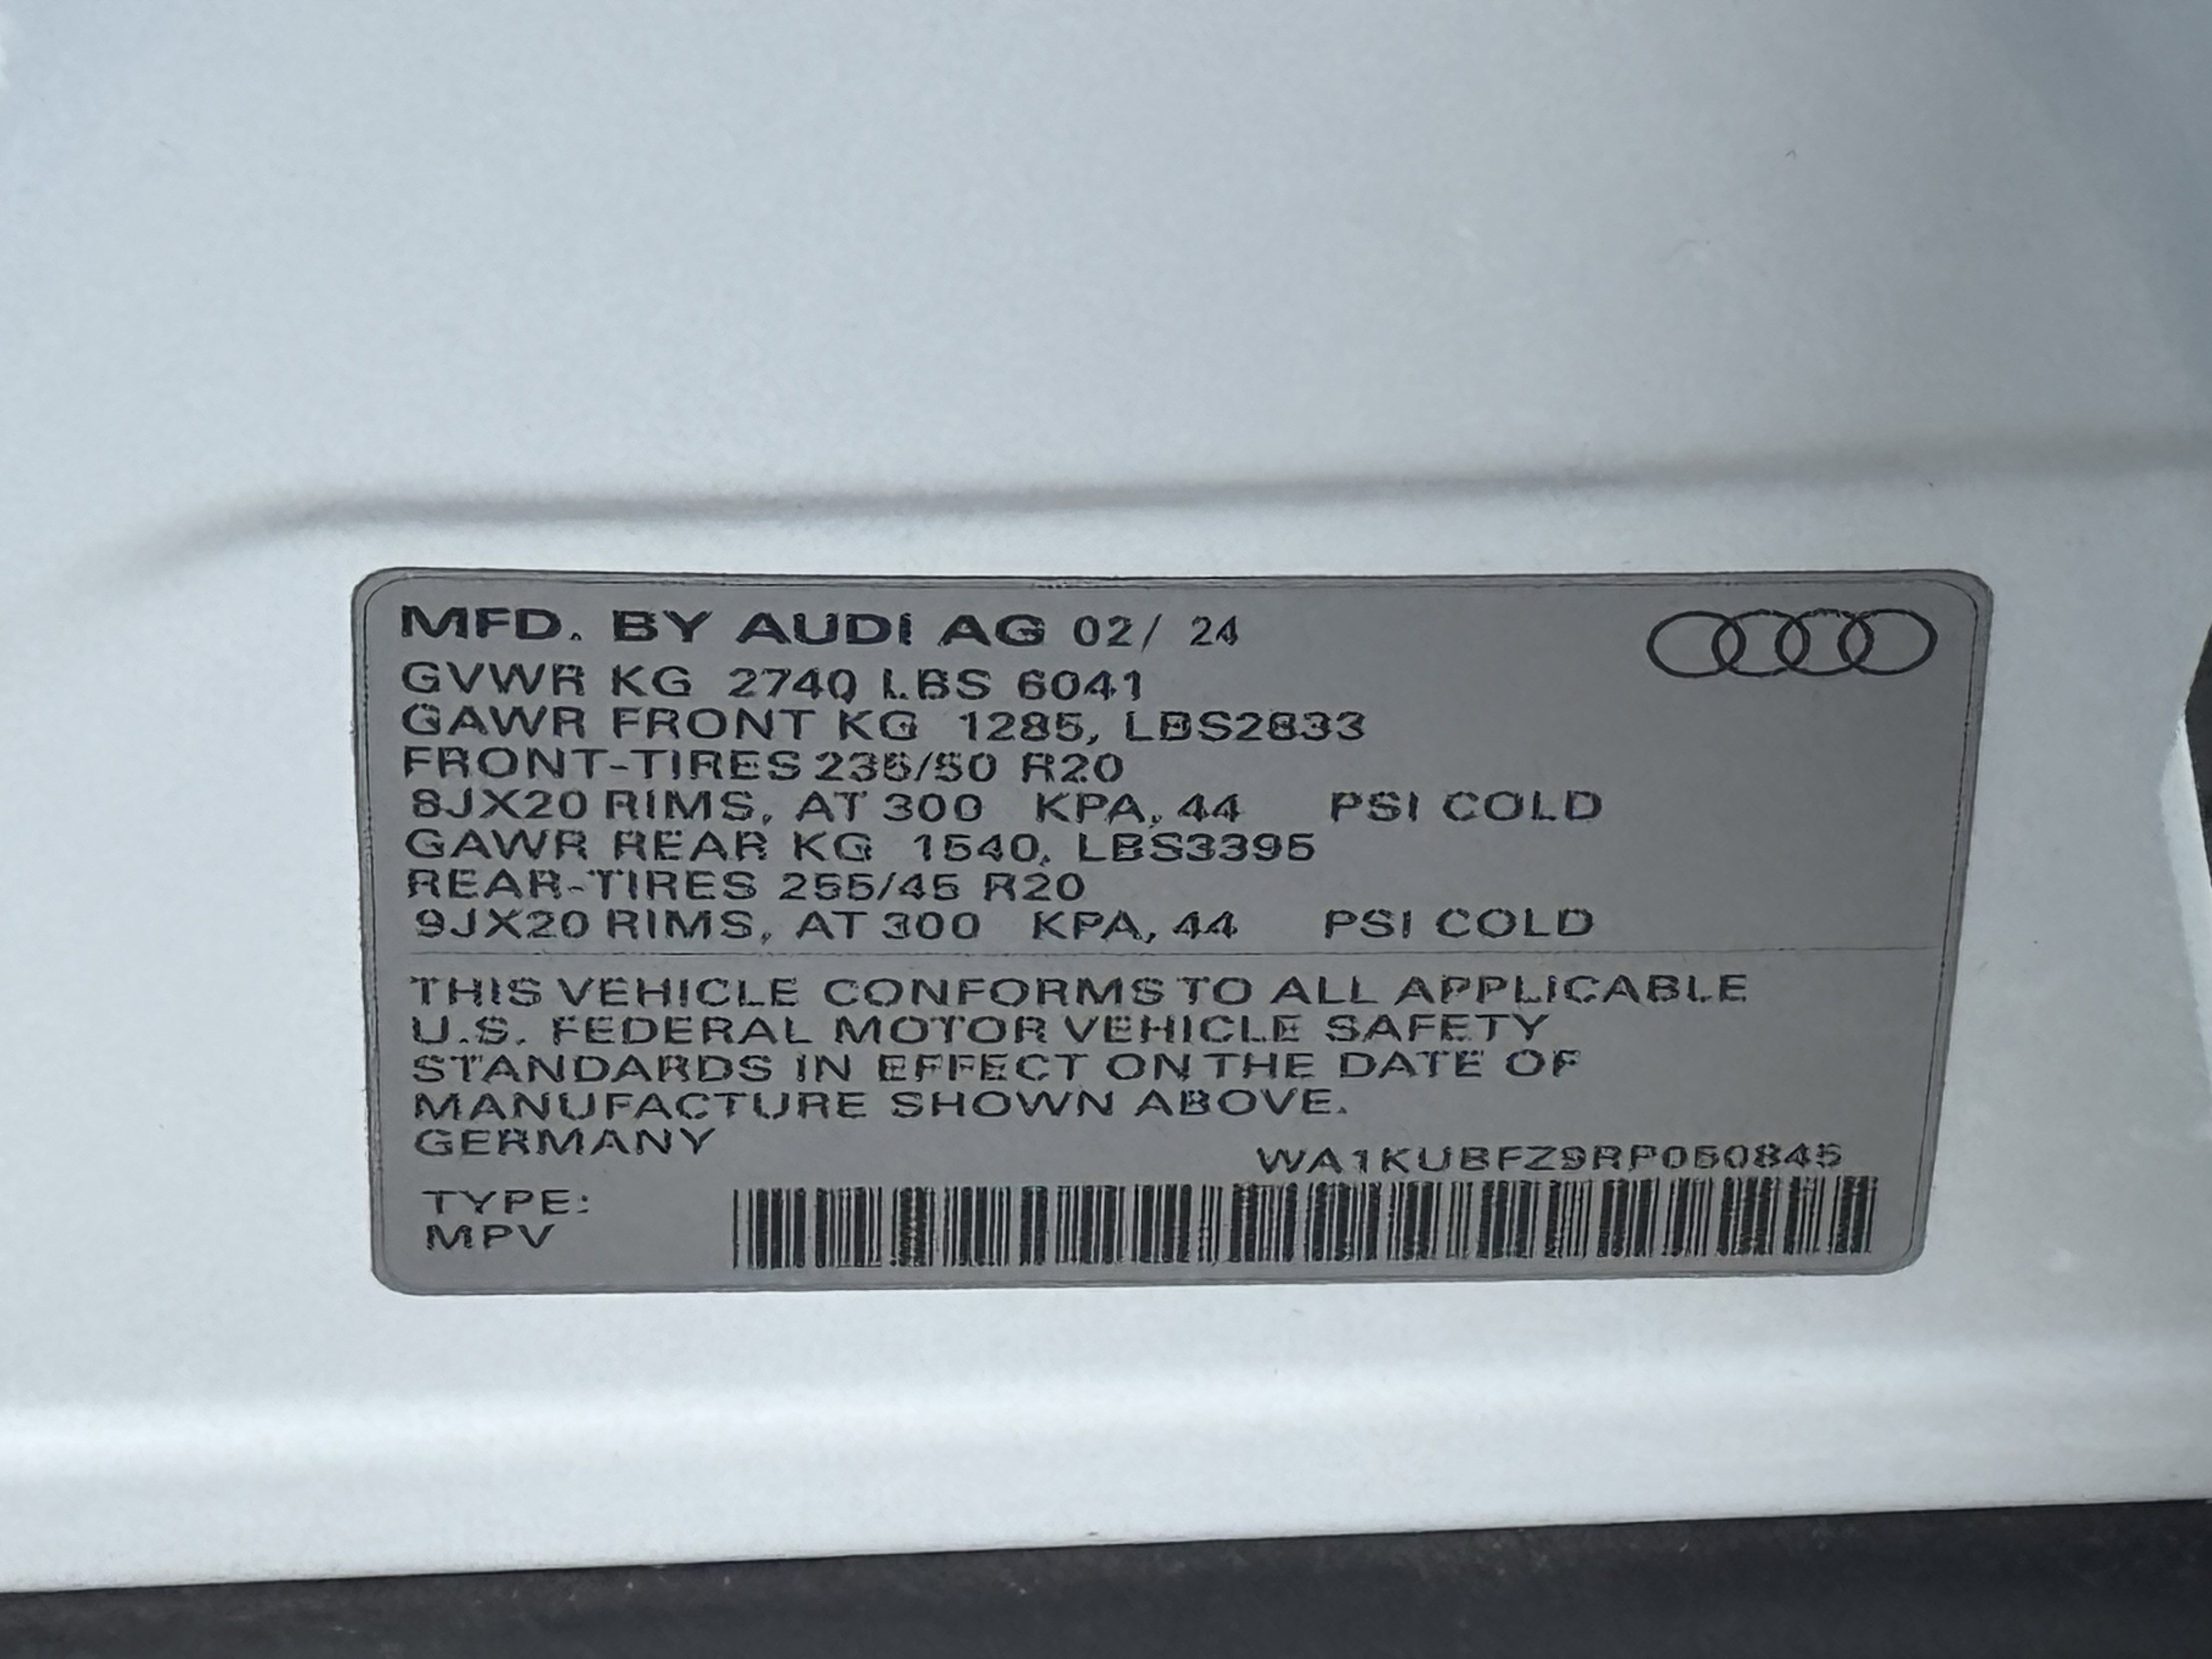 MFD. BY AUDI AG 02/ 24
GVWR KG 2740 LBS 6041
GAWR FRONT KG 1285, LBS2833
FRONT-TIRES 235/50 R20
8JX20 RIMS, AT 300 KPA, 44 PSI COLD
GAWR REAR KG 1540, LBS3395
REAR-TIRES 255/45 R20
9JX20 RIMS, AT 300 KPA, 44 PSI COLD
THIS VEHICLE CONFORMS TO ALL APPLICABLE
U.S. FEDERAL MOTOR VEHICLE SAFETY
STANDARDS IN EFFECT ON THE DATE OF
MANUFACTURE SHOWN ABOVE.
GERMANY
WA1KUBFZ9RP050845
TYPE:
MPV